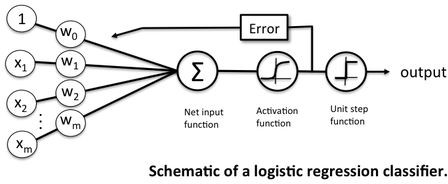 1
w0
Error
x1
w1
Σ
output
x2
w2
⋮
wm
xm
Net input
function
Activation
function
Unit step
function
Schematic of a logistic regression classifier.